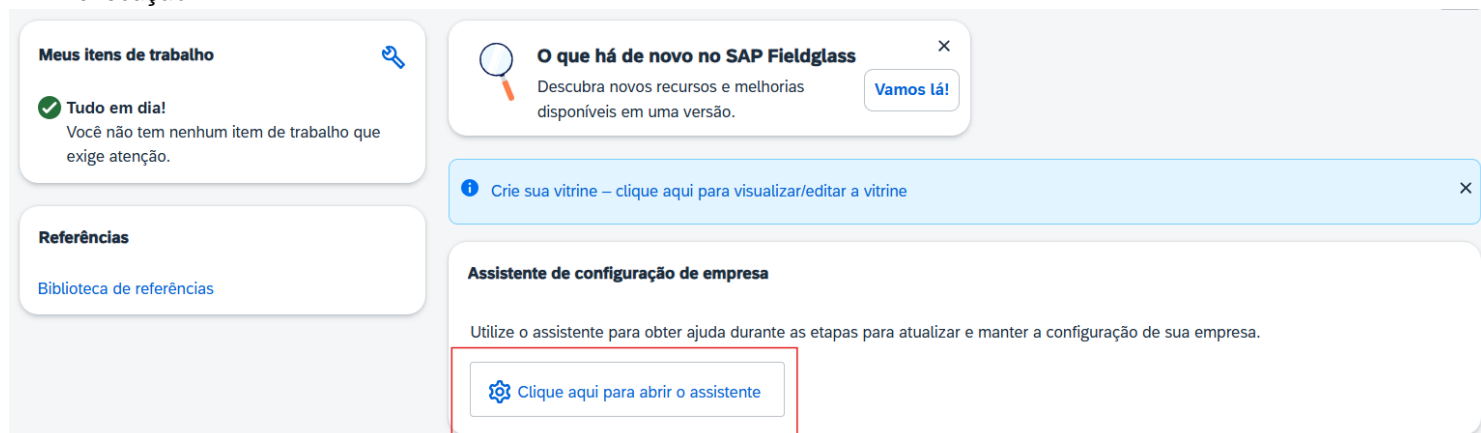 Meus itens de trabalho
Tudo em dia!
Você não tem nenhum item de trabalho que
exige atenção.
Referências
Biblioteca de referências
O que há de novo no SAP Fieldglass
Descubra novos recursos e melhorias
disponíveis em uma versão.
Vamos lá!
Crie sua vitrine – clique aqui para visualizar/editar a vitrine
Assistente de configuração de empresa
Utilize o assistente para obter ajuda durante as etapas para atualizar e manter a configuração de sua empresa.
Clique aqui para abrir o assistente